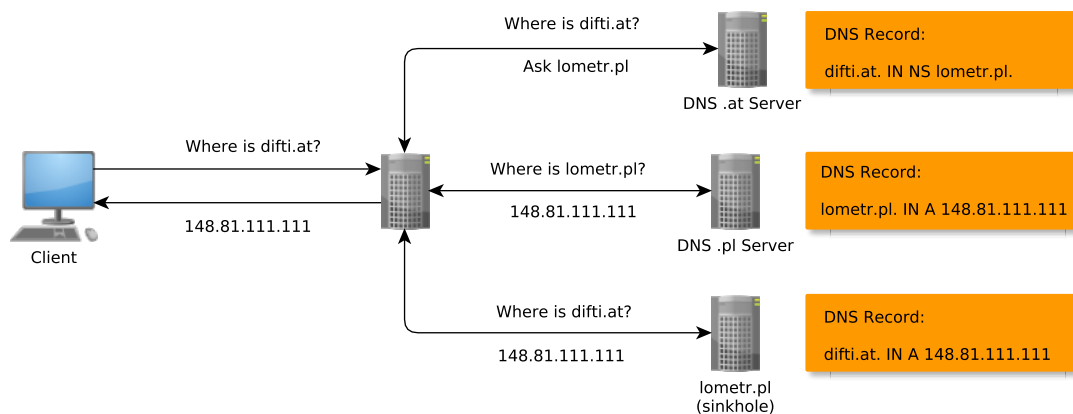 Where is difti.at?
Ask lometr.pl
DNS .at Server
DNS Record:
difti.at. IN NS lometr.pl.
Where is difti.at?
148.81.111.111
Client
Where is lometr.pl?
148.81.111.111
DNS .pl Server
DNS Record:
lometr.pl. IN A 148.81.111.111
Where is difti.at?
148.81.111.111
lometr.pl
(sinkhole)
DNS Record:
difti.at. IN A 148.81.111.111